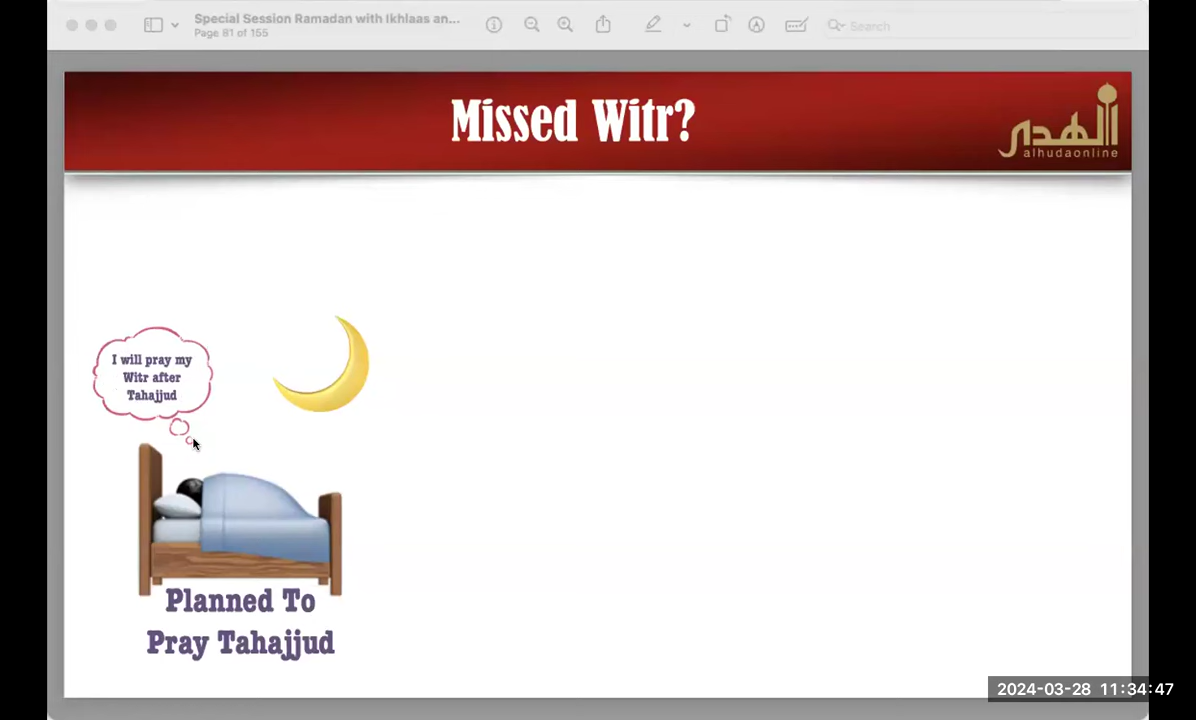 Special Session Ramadan with Ikhlaas an...
Page 81 of 155
Search
Missed Witr?
الهدى
alhudaonline
I will pray my
Witr after
Tahajjud
Planned To
Pray Tahajjud
2024-03-28 11:34:47